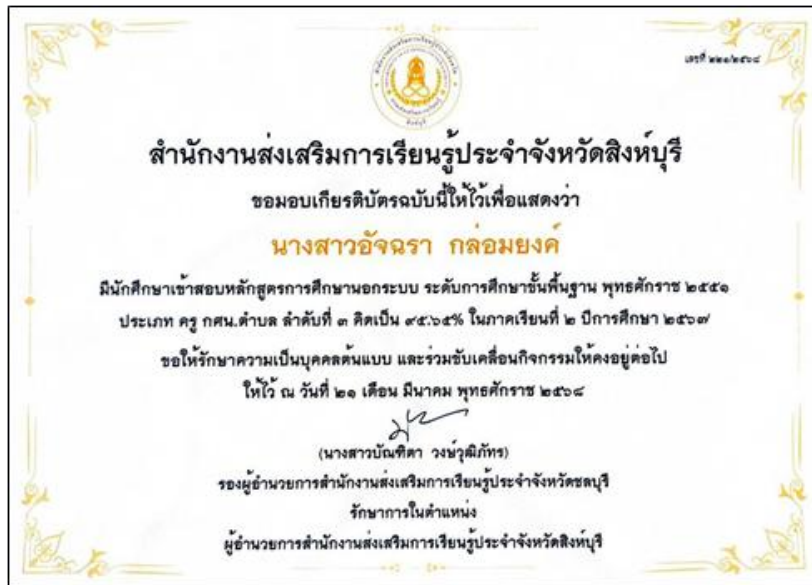 เลขที่ ๒๒๑/๒๕๖๘
สำนักงานส่งเสริมการเรียนรู้ประจำจังหวัดสิงห์บุรี
ขอมอบเกียรติบัตรฉบับนี้ให้ไว้เพื่อแสดงว่า
นางสาวอัจฉรา กล่อมยงค์
มีนักศึกษาเข้าสอบหลักสูตรการศึกษานอกระบบ ระดับการศึกษาขั้นพื้นฐาน พุทธศักราช ๒๕๕๑
ประเภท ครู กศน.ตำบล ลำดับที่ ๓ คิดเป็น ๙๕.๖๕% ในภาคเรียนที่ ๒ ปีการศึกษา ๒๕๖๗
ขอให้รักษาความเป็นบุคคลต้นแบบ และร่วมขับเคลื่อนกิจกรรมให้คงอยู่ต่อไป
ให้ไว้ ณ วันที่ ๒๑ เดือน มีนาคม พุทธศักราช ๒๕๖๘
(นางสาวบัณฑิตา วงษ์วุฒิภัทร)
รองผู้อำนวยการสำนักงานส่งเสริมการเรียนรู้ประจำจังหวัดชลบุรี
รักษาการในตำแหน่ง
ผู้อำนวยการสำนักงานส่งเสริมการเรียนรู้ประจำจังหวัดสิงห์บุรี